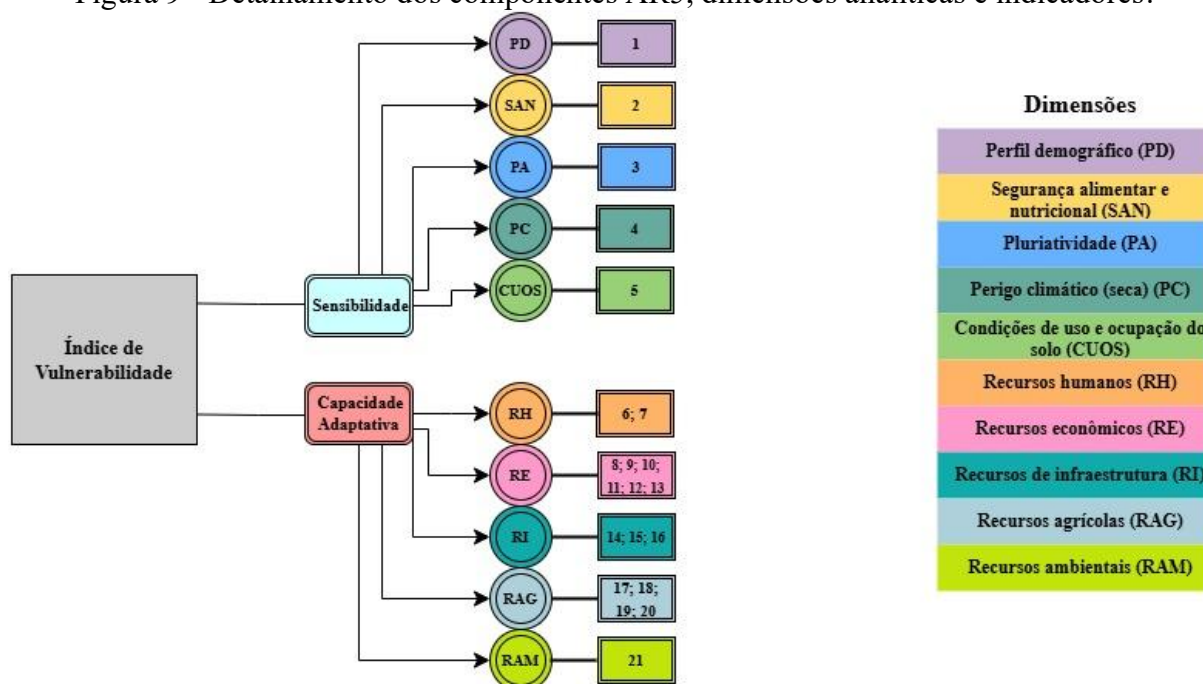 Figura 9 - Detalhamento dos componentes AR5, dimensões analíticas e indicadores.
PD
1
SAN
2
PA
3
PC
4
CUOS
5
Sensibilidade
Índice de
Vulnerabilidade
Capacidade
Adaptativa
RH
6; 7
RE
8; 9; 10;
11; 12; 13
RI
14; 15; 16
RAG
17; 18;
19; 20
RAM
21
Dimensões
Perfil demográfico (PD)
Segurança alimentar e
nutricional (SAN)
Pluriatividade (PA)
Perigo climático (seca) (PC)
Condições de uso e ocupação do
solo (CUOS)
Recursos humanos (RH)
Recursos econômicos (RE)
Recursos de infraestrutura (RI)
Recursos agrícolas (RAG)
Recursos ambientais (RAM)